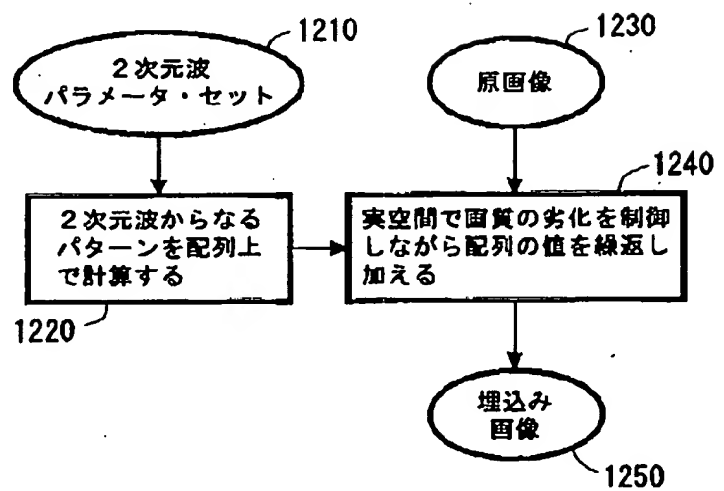 1210
2次元波
パラメータ・セット
1230
原画像
1240
2次元波からなる
パターンを配列上
で計算する
実空間で画質の劣化を制御
しながら配列の値を繰返し
加える
1220
埋込み
画像
1250